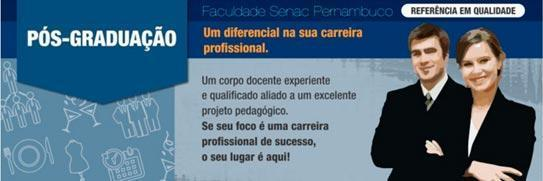 Faculdade Senac Pernambuco
REFERÊNCIA EM QUALIDADE
PÓS-GRADUAÇÃO
Um diferencial na sua carreira
profissional.
Um corpo docente experiente
e qualificado aliado a um excelente
projeto pedagógico.
Se seu foco é uma carreira
profissional de sucesso,
o seu lugar é aqui!